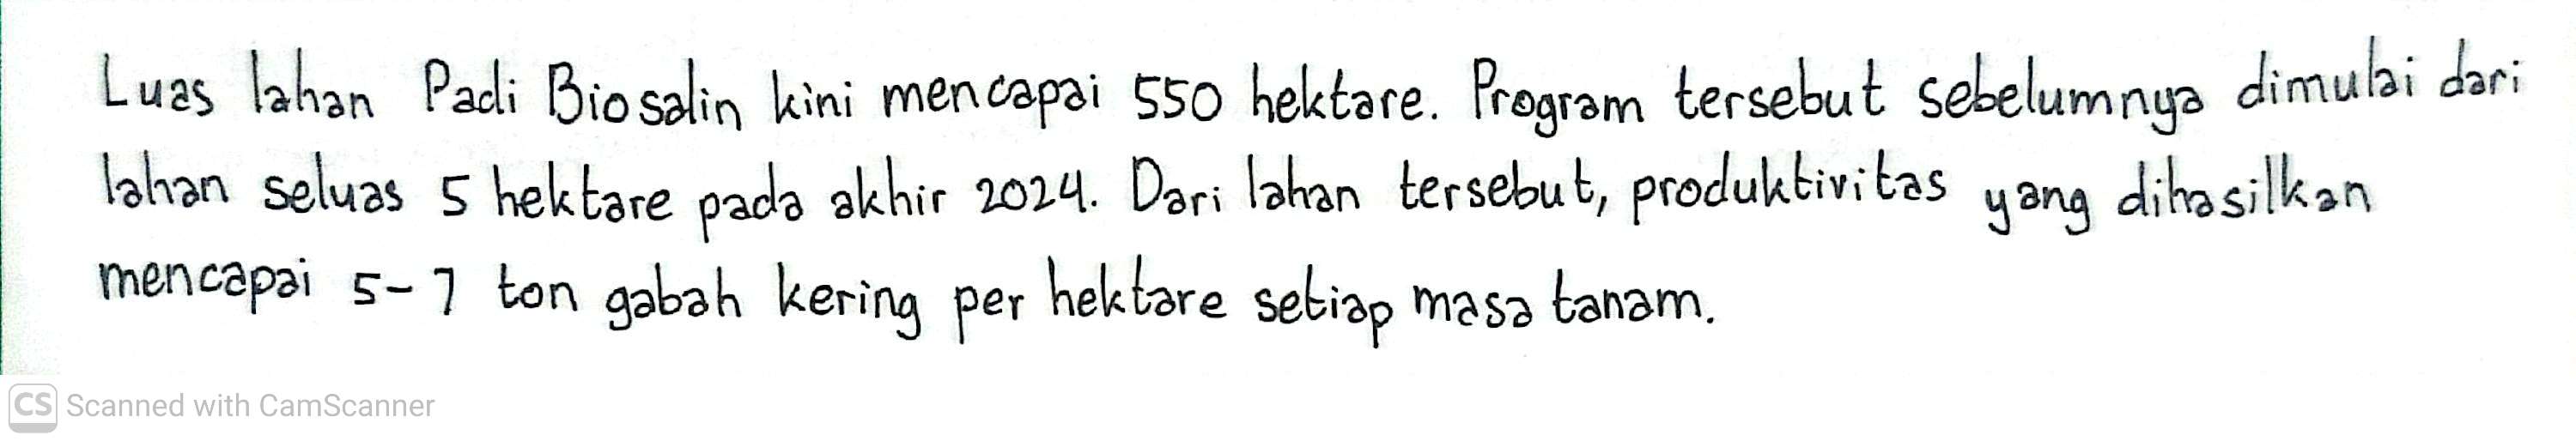 Luas lahan Padi Biosalin kini mencapai 550 hektare. Program tersebut sebelumnya dimulai dari
lahan seluas 5 hektare pada akhir 2024. Dari lahan tersebut, produktivitas yang dihasilkan
mencapai 5-7 ton gabah kering per hektare setiap masa tanam.
CS Scanned with CamScanner